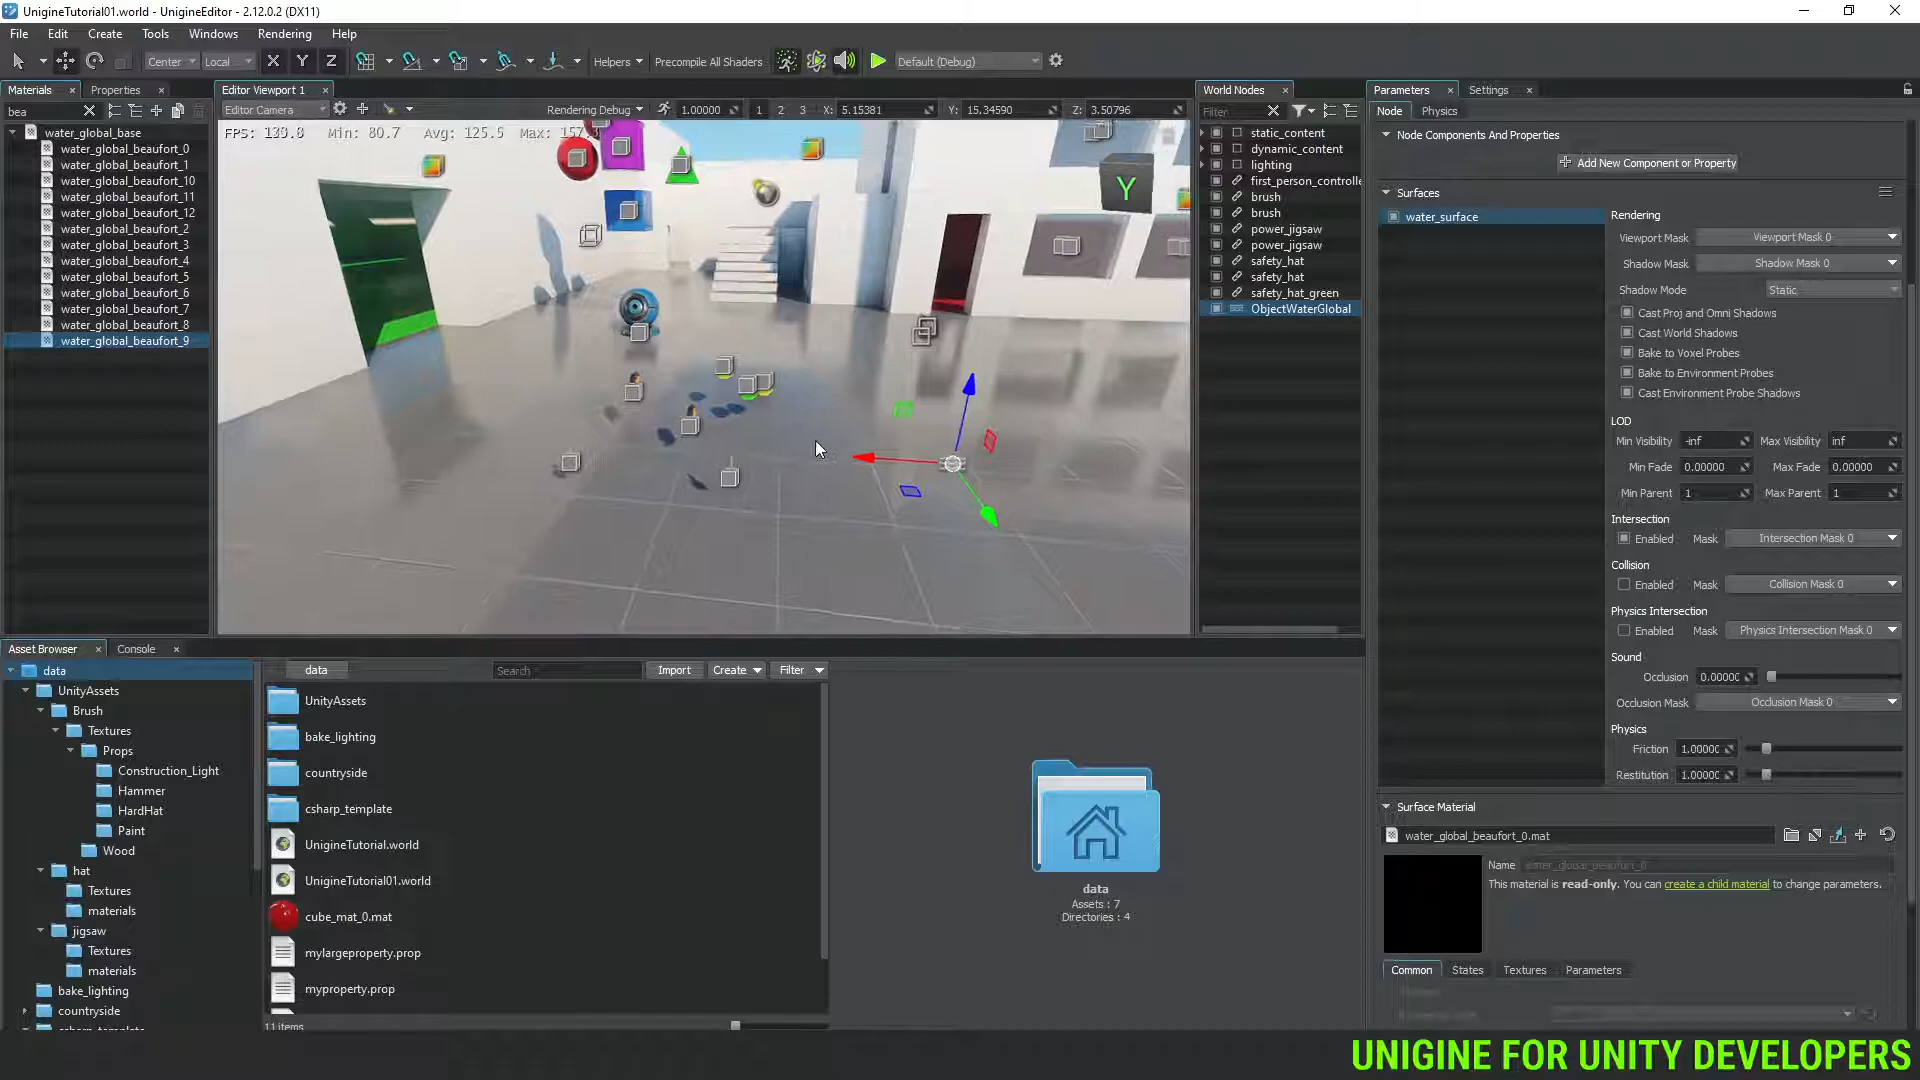 UnigineTutorial01.world - UnigineEditor - 2.12.0.2 (DX11)
File Edit Create Tools Windows Rendering Help
Center Local X Y Z Helpers Precompile All Shaders Default (Debug)
Materials Properties
bea
water_global_base
water_global_beaufort_0
water_global_beaufort_1
water_global_beaufort_10
water_global_beaufort_11
water_global_beaufort_12
water_global_beaufort_2
water_global_beaufort_3
water_global_beaufort_4
water_global_beaufort_5
water_global_beaufort_6
water_global_beaufort_7
water_global_beaufort_8
water_global_beaufort_9
Editor Viewport 1
Editor Camera Rendering Debug 1.00000 1 2 3 X: 5.15381 Y: 15.34590 Z: 3.50796
FPS: 133.8 Min: 80.7 Avg: 125.5 Max: 157.
Y
World Nodes
Filter
static_content
dynamic_content
lighting
first_person_controlle
brush
brush
power_jigsaw
power_jigsaw
safety_hat
safety_hat
safety_hat_green
ObjectWaterGlobal
Parameters Settings
Node Physics
Node Components And Properties
Add New Component or Property
Surfaces
water_surface
Rendering
Viewport Mask Viewport Mask 0
Shadow Mask Shadow Mask 0
Shadow Mode Static
Cast Proj and Omni Shadows
Cast World Shadows
Bake to Voxel Probes
Bake to Environment Probes
Cast Environment Probe Shadows
LOD
Min Visibility -inf Max Visibility inf
Min Fade 0.00000 Max Fade 0.00000
Min Parent 1 Max Parent 1
Intersection
Enabled Mask Intersection Mask 0
Collision
Enabled Mask Collision Mask 0
Physics Intersection
Enabled Mask Physics Intersection Mask 0
Sound
Occlusion 0.0000
Occlusion Mask Occlusion Mask 0
Physics
Friction 1.0000
Restitution 1.0000
Surface Material
water_global_beaufort_0.mat
Name water_global_beaufort_0
This material is read-only. You can create a child material to change parameters.
Common States Textures Parameters
Asset Browser Console
data
UnityAssets
Brush
Textures
Props
Construction_Light
Hammer
HardHat
Paint
Wood
hat
Textures
materials
jigsaw
Textures
materials
bake_lighting
countryside
csharp_template
data Search Import Create Filter
UnityAssets
bake_lighting
countryside
csharp_template
UnigineTutorial.world
UnigineTutorial01.world
cube_mat_0.mat
mylargeproperty.prop
myproperty.prop
11 items
data
Assets : 7
Directories : 4
UNIGINE FOR UNITY DEVELOPERS